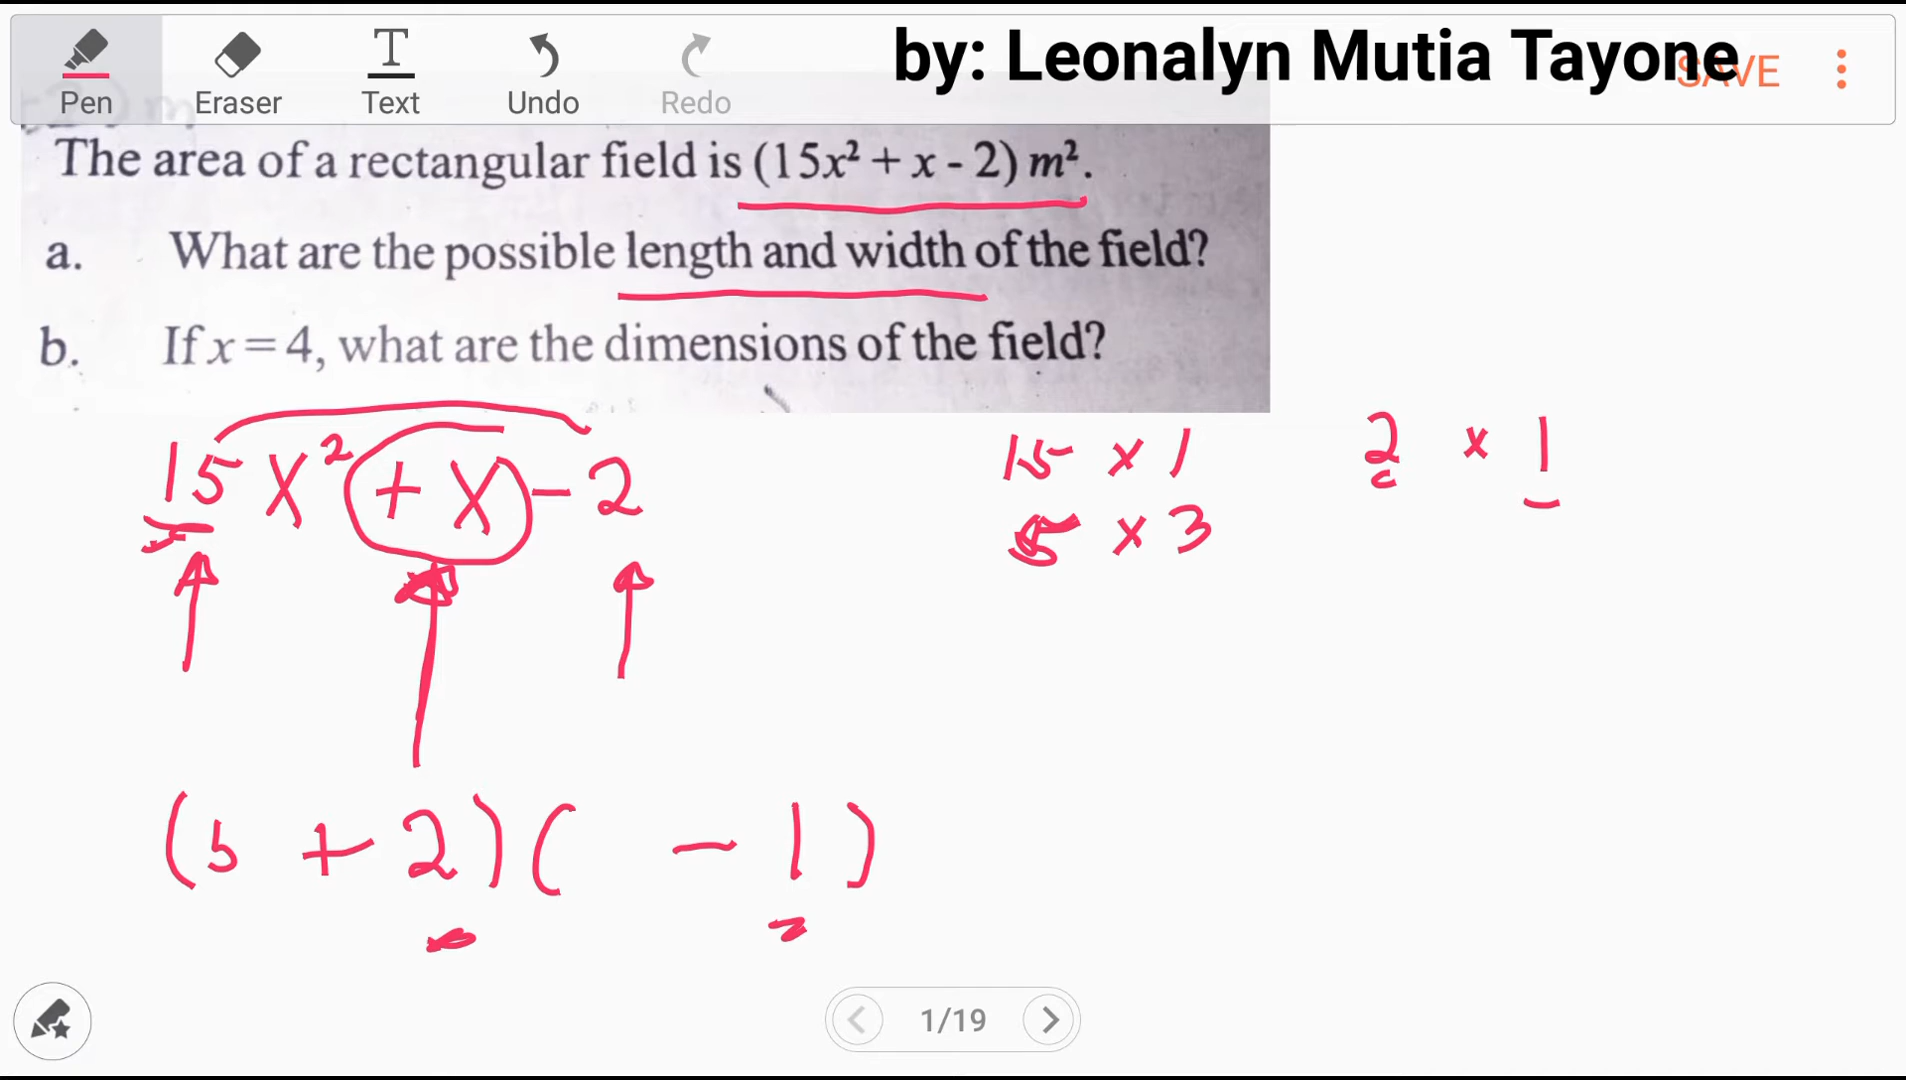 by: Leonalyn Mutia Tayone
SAVE
Pen
Eraser
Text
Undo
Redo
The area of a rectangular field is (15x² + x - 2) m².
a. What are the possible length and width of the field?
b. If x = 4, what are the dimensions of the field?
15x² + x - 2
15 x 1
2 x 1
5 x 3
(5 + 2)( - 1)
1/19